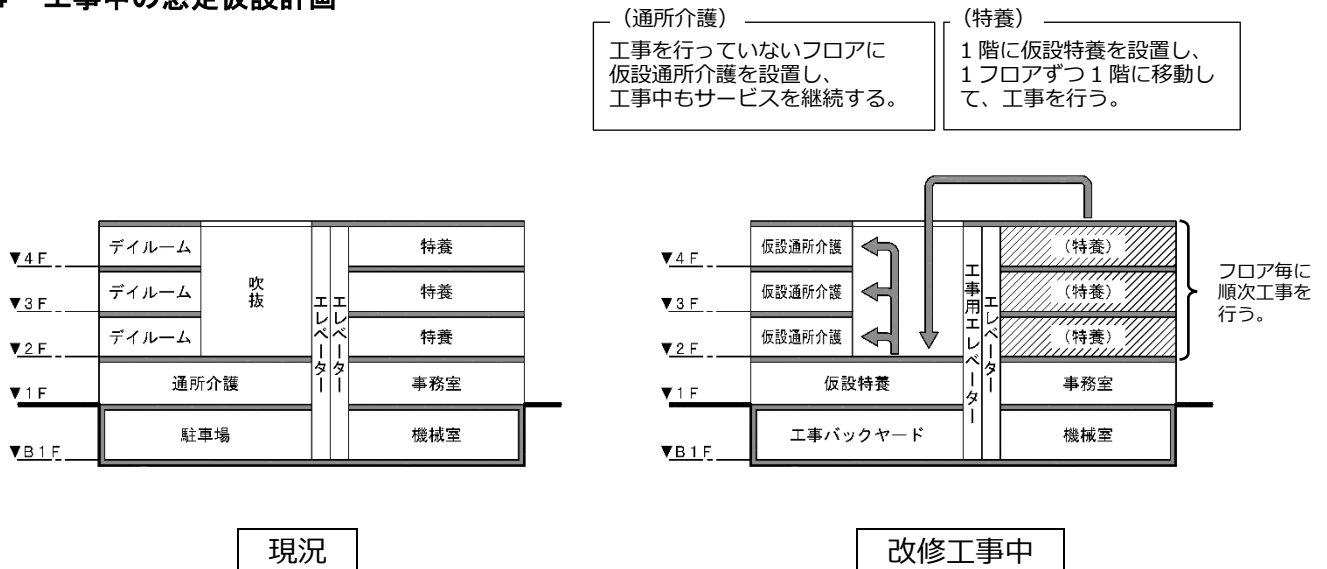 工事中の想定仮設計画
（通所介護）
工事を行っていないフロアに
仮設通所介護を設置し、
工事中もサービスを継続する。
（特養）
１階に仮設特養を設置し、
１フロアずつ１階に移動し
て、工事を行う。
▼4F
▼3F
▼2F
▼1F
▼B1F
デイルーム
デイルーム
デイルーム
吹抜
エレベーター
エレベーター
特養
特養
特養
通所介護
事務室
駐車場
機械室
現況
▼4F
▼3F
▼2F
▼1F
▼B1F
仮設通所介護
仮設通所介護
仮設通所介護
工事用エレベーター
エレベーター
（特養）
（特養）
（特養）
フロア毎に
順次工事を
行う。
仮設特養
事務室
工事バックヤード
機械室
改修工事中